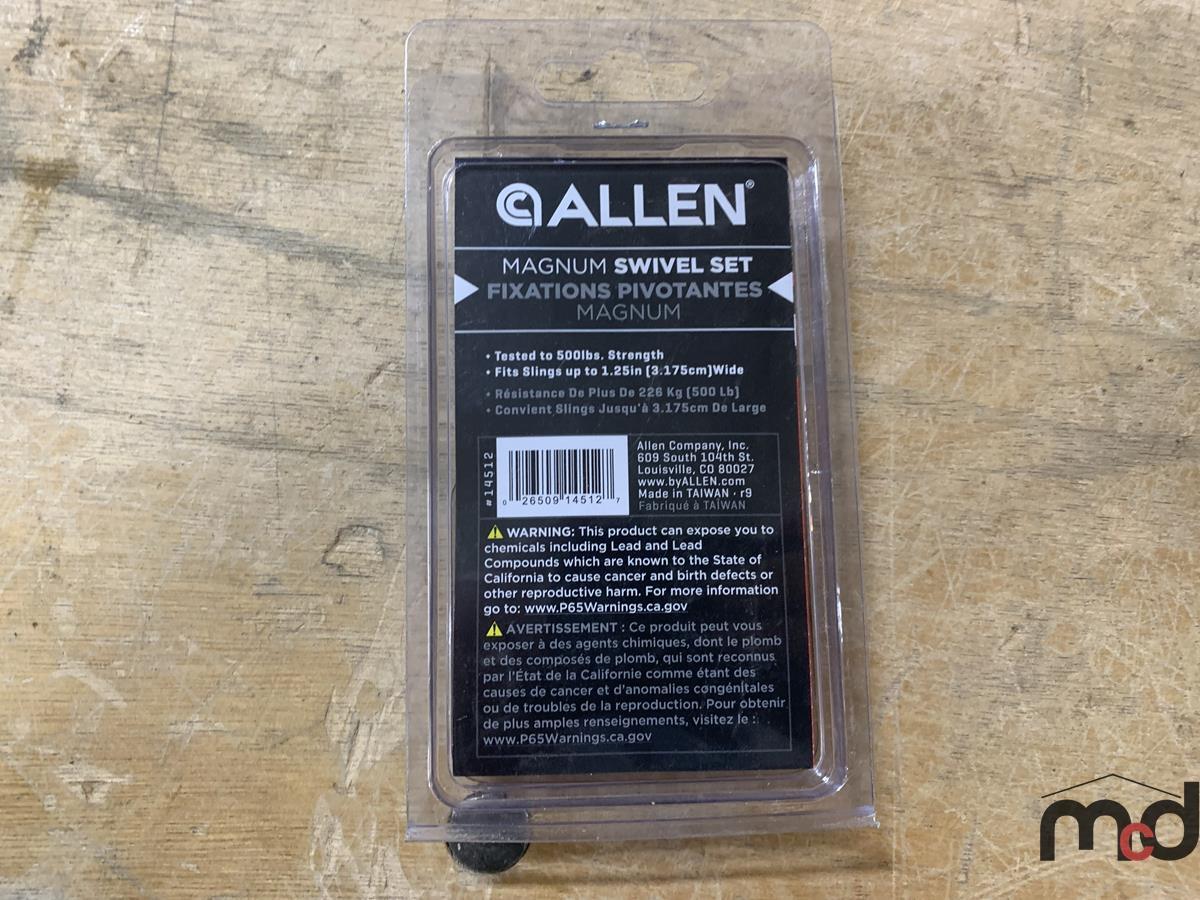 ALLEN®
MAGNUM SWIVEL SET
FIXATIONS PIVOTANTES
MAGNUM
• Tested to 500lbs. Strength
• Fits Slings up to 1.25in (3.175cm)Wide
• Résistance De Plus De 226 Kg (500 Lb)
• Convient Slings Jusqu'à 3.175cm De Large
#14512
0 26509 14512 7
Allen Company, Inc.
609 South 104th St.
Louisville, CO 80027
www.byALLEN.com
Made in TAIWAN · r9
Fabriqué à TAÏWAN
⚠ WARNING: This product can expose you to
chemicals including Lead and Lead
Compounds which are known to the State of
California to cause cancer and birth defects or
other reproductive harm. For more information
go to: www.P65Warnings.ca.gov
⚠ AVERTISSEMENT : Ce produit peut vous
exposer à des agents chimiques, dont le plomb
et des composés de plomb, qui sont reconnus
par l'État de la Californie comme étant des
causes de cancer et d'anomalies congénitales
ou de troubles de la reproduction. Pour obtenir
de plus amples renseignements, visitez le :
www.P65Warnings.ca.gov
mcd